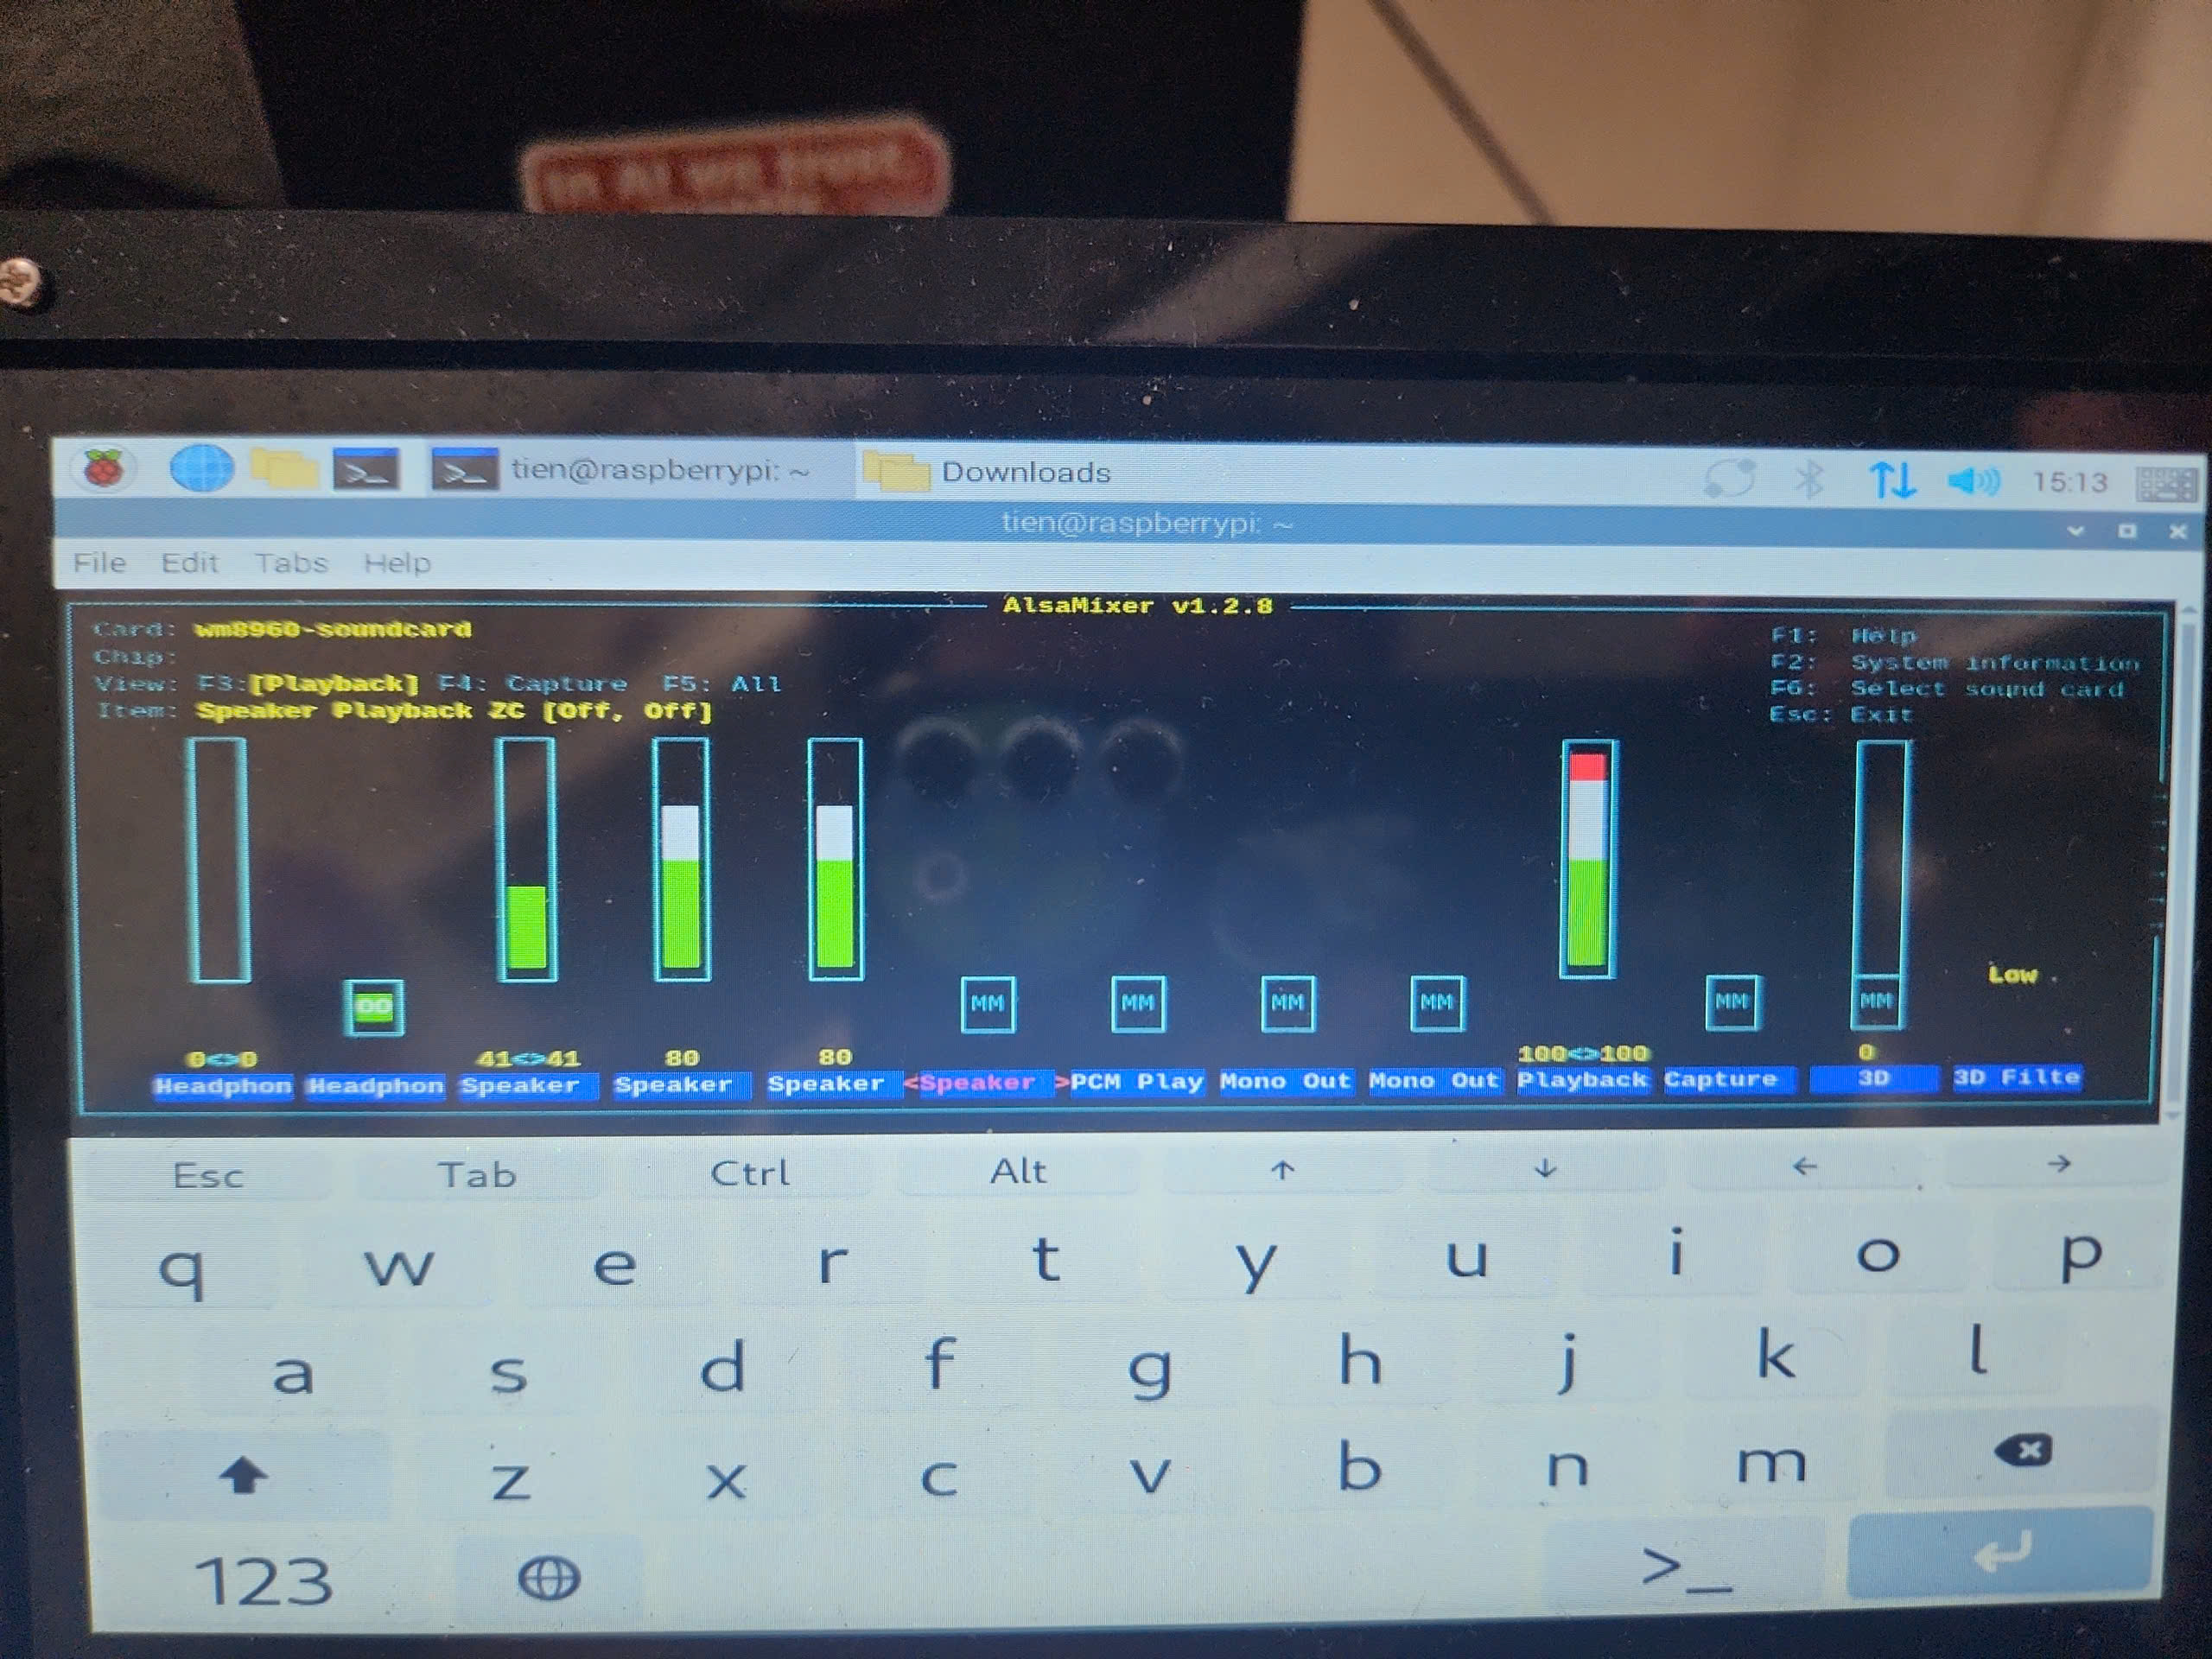 tien@raspberrypi: ~ Downloads 15:13
tien@raspberrypi: ~
File Edit Tabs Help
AlsaMixer v1.2.8
Card: wm8960-soundcard F1: Help
Chip: F2: System information
View: F3:[Playback] F4: Capture F5: All F6: Select sound card
Item: Speaker Playback ZC [Off, Off] Esc: Exit
Low
OO MM MM MM MM MM MM
0<>0 41<>41 80 80 100<>100 0
Headphon Headphon Speaker Speaker Speaker <Speaker >PCM Play Mono Out Mono Out Playback Capture 3D 3D Filte
Esc Tab Ctrl Alt ↑ ↓ ← →
q w e r t y u i o p
a s d f g h j k l
z x c v b n m
123 >_